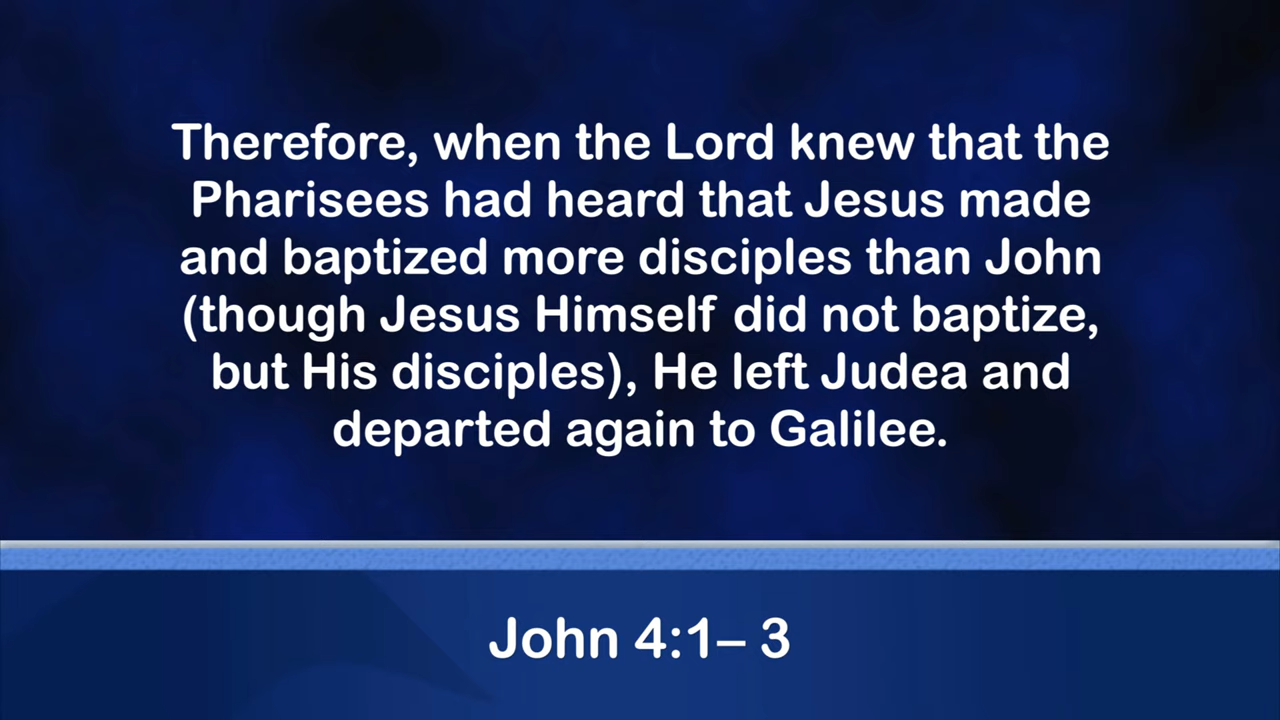 Therefore, when the Lord knew that the
Pharisees had heard that Jesus made
and baptized more disciples than John
(though Jesus Himself did not baptize,
but His disciples), He left Judea and
departed again to Galilee.
John 4:1– 3